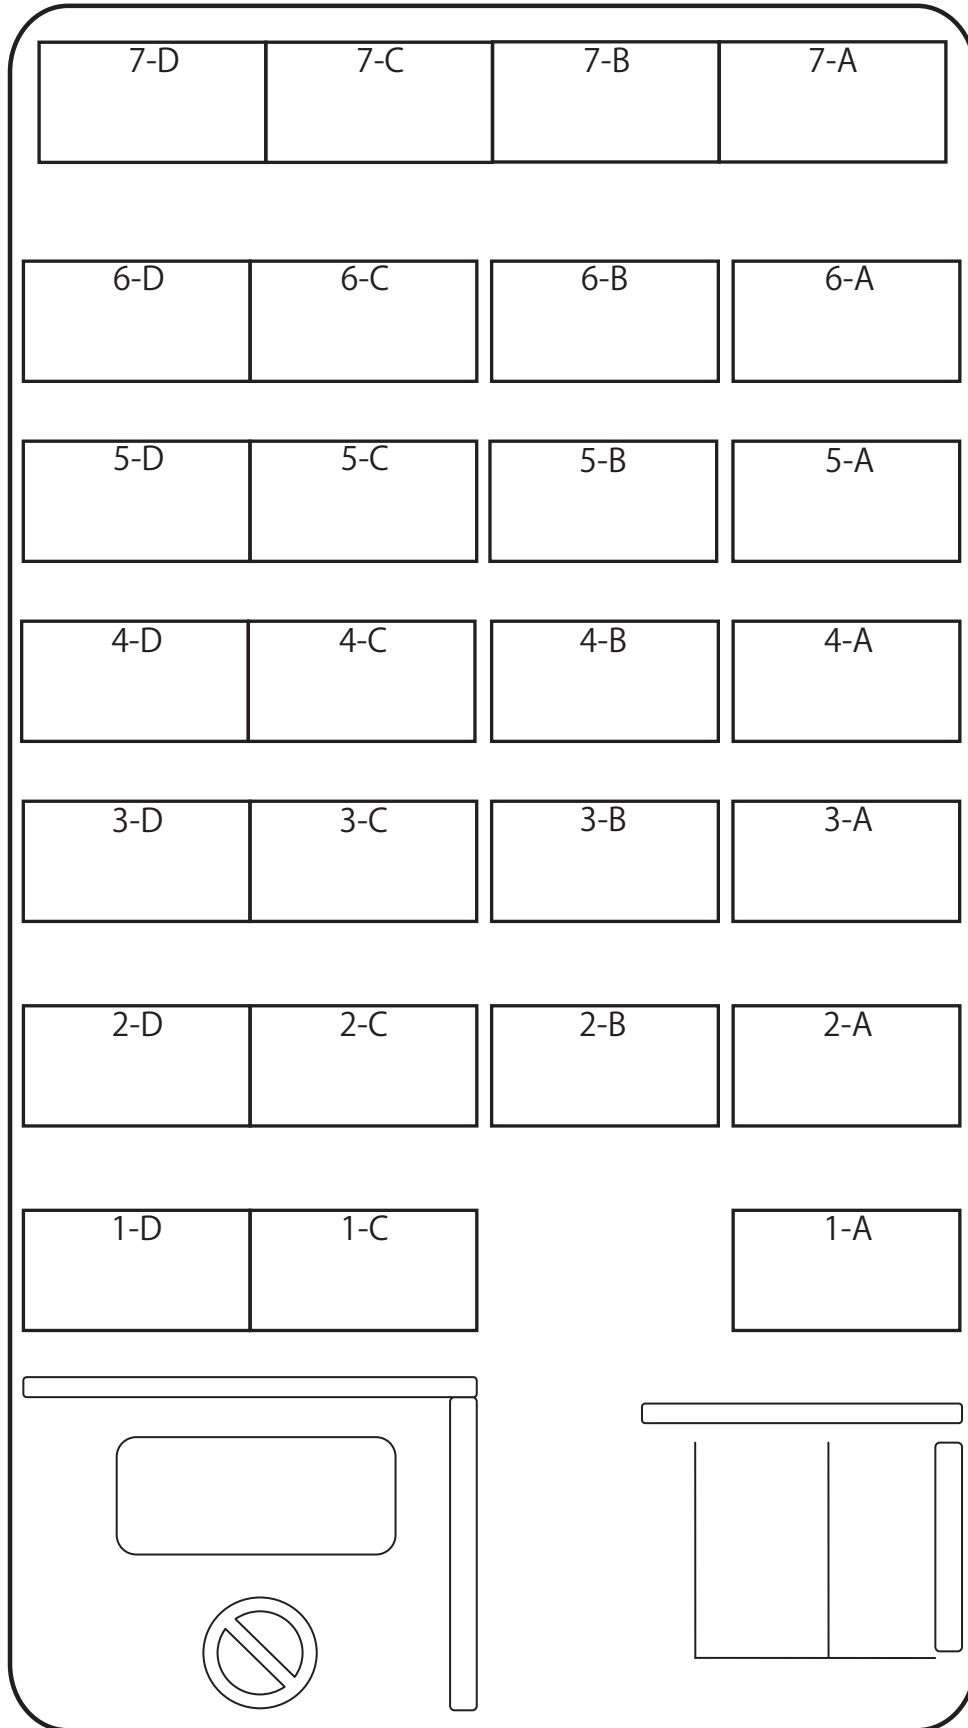 7-D 7-C 7-B 7-A
6-D 6-C 6-B 6-A
5-D 5-C 5-B 5-A
4-D 4-C 4-B 4-A
3-D 3-C 3-B 3-A
2-D 2-C 2-B 2-A
1-D 1-C 1-A